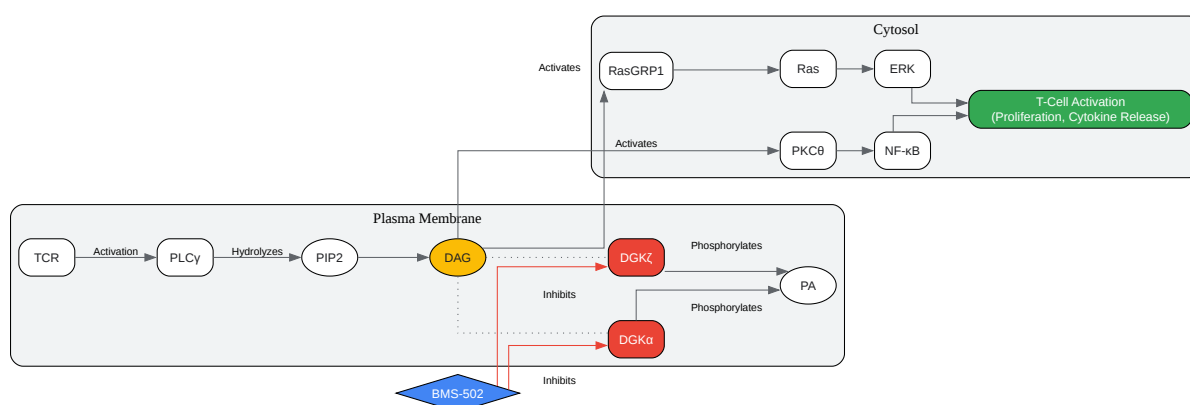 Cytosol
Activates
RasGRP1
Ras
ERK
T-Cell Activation
(Proliferation, Cytokine Release)
Activates
PKCθ
NF-κB
Plasma Membrane
TCR
Activation
PLCγ
Hydrolyzes
PIP2
DAG
DGKζ
Phosphorylates
PA
Inhibits
Phosphorylates
DGKα
Inhibits
BMS-502